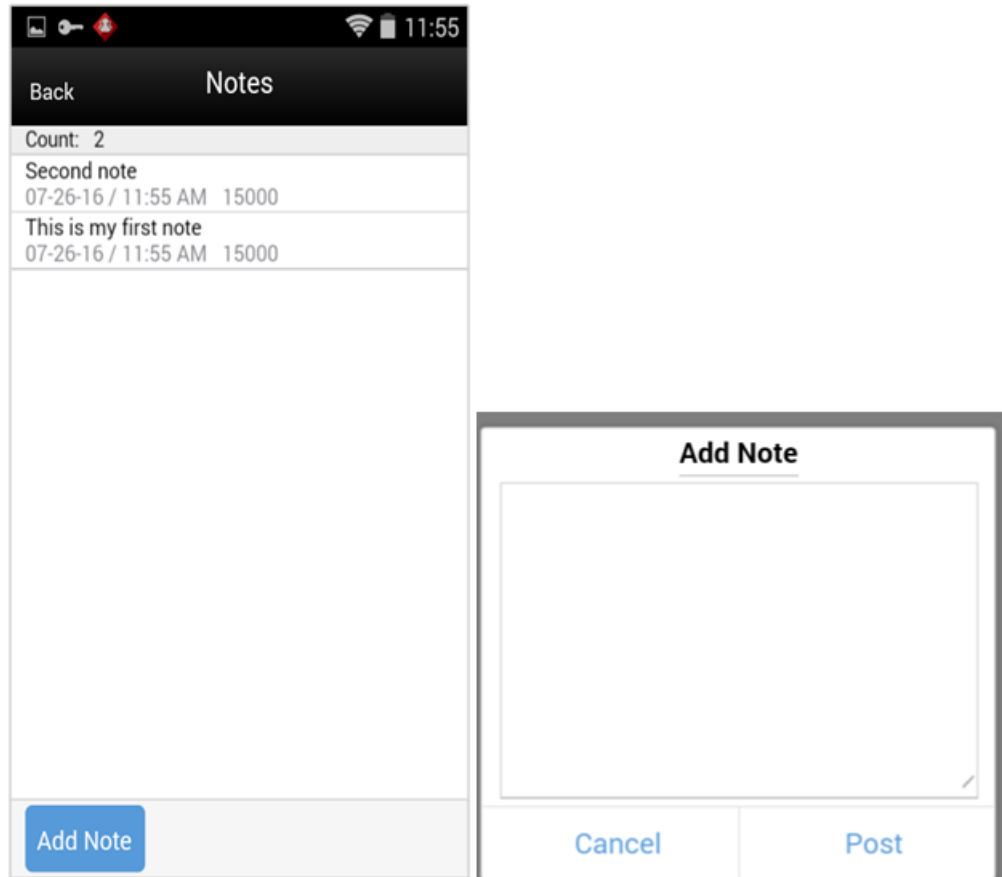 11:55
Back Notes
Count: 2
Second note
07-26-16 / 11:55 AM 15000
This is my first note
07-26-16 / 11:55 AM 15000
Add Note
Add Note
Cancel Post